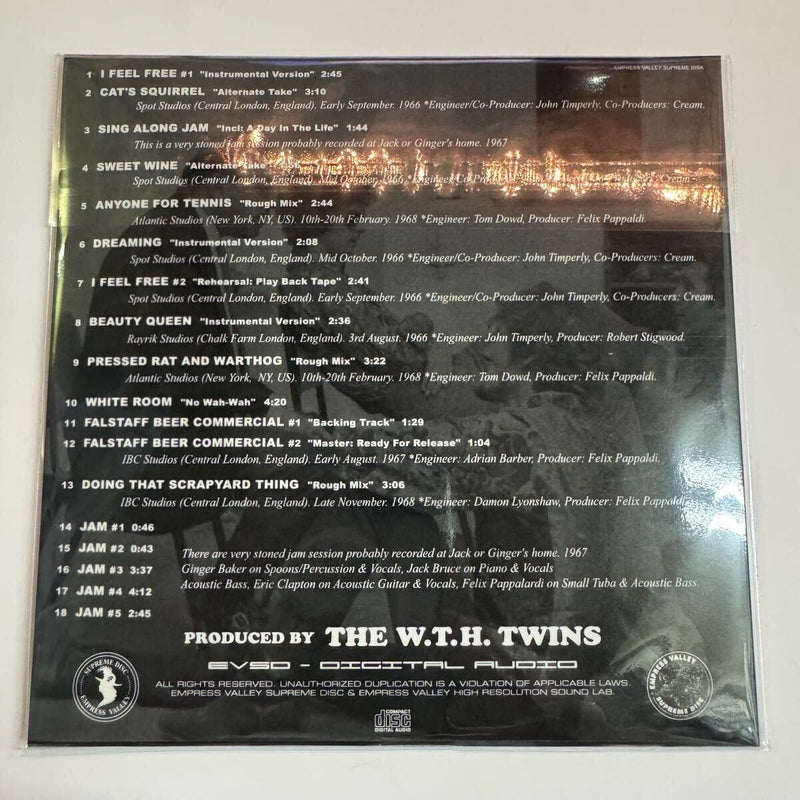 EMPRESS VALLEY SUPREME DISK
1 I FEEL FREE #1 "Instrumental Version" 2:45
2 CAT'S SQUIRREL "Alternate Take" 3:10
Spot Studios (Central London, England). Early September. 1966 *Engineer/Co-Producer: John Timperly, Co-Producers: Cream.
3 SING ALONG JAM "Incl: A Day In The Life" 1:44
This is a very stoned jam session probably recorded at Jack or Ginger's home. 1967
4 SWEET WINE "Alternate Take
Spot Studios (Central London, England). Mid October. 1966 *Engineer/Co-Producer: Cream.
5 ANYONE FOR TENNIS "Rough Mix" 2:44
Atlantic Studios (New York, NY, US). 10th-20th February. 1968 *Engineer: Tom Dowd, Producer: Felix Pappaldi.
6 DREAMING "Instrumental Version" 2:08
Spot Studios (Central London, England). Mid October. 1966 *Engineer/Co-Producer: John Timperly, Co-Producers: Cream.
7 I FEEL FREE #2 "Rehearsal: Play Back Tape" 2:41
Spot Studios (Central London, England). Early September. 1966 *Engineer/Co-Producer: John Timperly, Co-Producers: Cream.
8 BEAUTY QUEEN "Instrumental Version" 2:36
Rayrik Studios (Chalk Farm London, England). 3rd August. 1966 *Engineer: John Timperly, Producer: Robert Stigwood.
9 PRESSED RAT AND WARTHOG "Rough Mix" 3:22
Atlantic Studios (New York, NY, US). 10th-20th February. 1968 *Engineer: Tom Dowd, Producer: Felix Pappaldi.
10 WHITE ROOM "No Wah-Wah" 4:20
11 FALSTAFF BEER COMMERCIAL #1 "Backing Track" 1:29
12 FALSTAFF BEER COMMERCIAL #2 "Master: Ready For Release" 1:04
IBC Studios (Central London, England). Early August. 1967 *Engineer: Adrian Barber, Producer: Felix Pappaldi.
13 DOING THAT SCRAPYARD THING "Rough Mix" 3:06
IBC Studios (Central London, England). Late November. 1968 *Engineer: Damon Lyonshaw, Producer: Felix Pappaldi.
14 JAM #1 0:46
15 JAM #2 0:43
16 JAM #3 3:37
17 JAM #4 4:12
18 JAM #5 2:45
There are very stoned jam session probably recorded at Jack or Ginger's home. 1967
Ginger Baker on Spoons/Percussion & Vocals, Jack Bruce on Piano & Vocals
Acoustic Bass, Eric Clapton on Acoustic Guitar & Vocals, Felix Pappalardi on Small Tuba & Acoustic Bass.
PRODUCED BY THE W.T.H. TWINS
EVSD - DIGITAL AUDIO
ALL RIGHTS RESERVED. UNAUTHORIZED DUPLICATION IS A VIOLATION OF APPLICABLE LAWS.
EMPRESS VALLEY SUPREME DISC & EMPRESS VALLEY HIGH RESOLUTION SOUND LAB.
SUPREME DISC
EMPRESS VALLEY
EMPRESS VALLEY
SUPREME DISC
COMPACT
disc
DIGITAL AUDIO